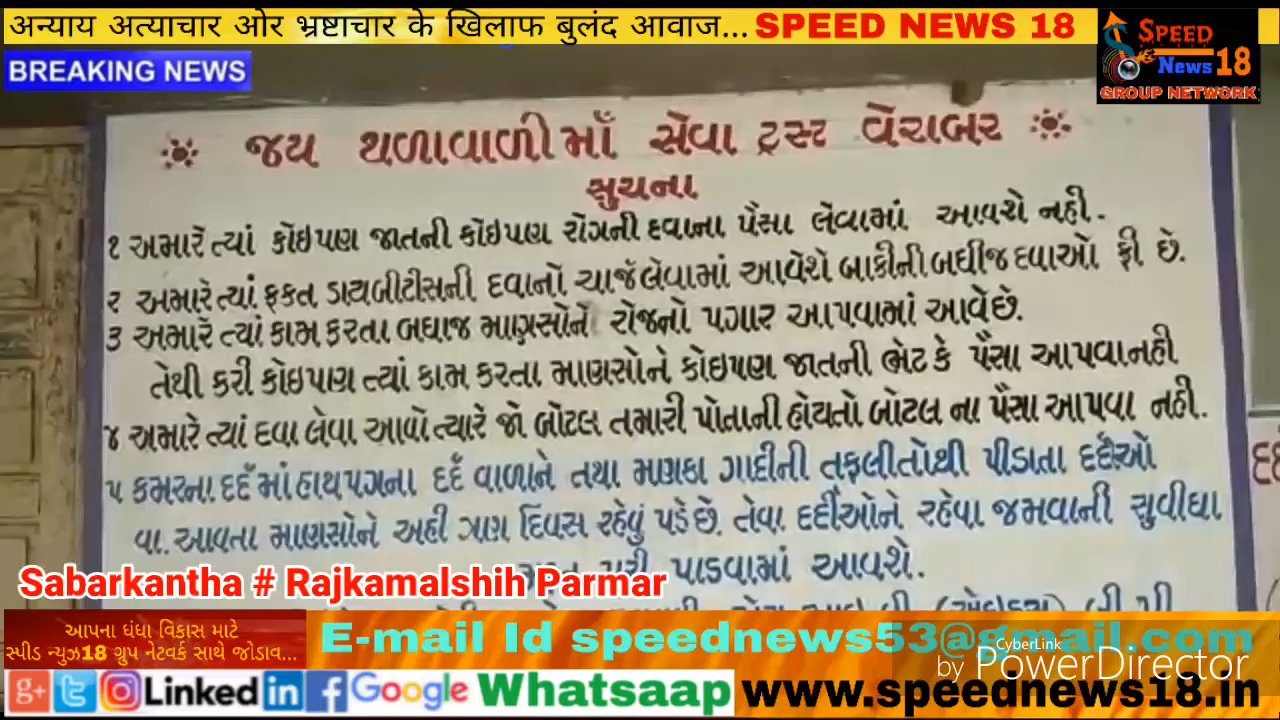 अन्याय अत्याचार ओर भ्रष्टाचार के खिलाफ बुलंद आवाज... SPEED NEWS 18
SPEED
News 18
GROUP NETWORK
BREAKING NEWS
જય થળાવાળી માઁ સેવા ટ્રસ્ટ વેરાબર
સુચના
૧ અમારે ત્યાં કોઇપણ જાતની કોઇપણ રોગની દવાના પૈસા લેવામાં આવશે નહી.
૨ અમારે ત્યાં ફકત ડાયબીટીસની દવાનો ચાર્જ લેવામાં આવેશે બાકીની બધીજ દવાઓ ફ્રી છે.
૩ અમારે ત્યાં કામ કરતા બધાજ માણસોને રોજનો પગાર આપવામાં આવે છે.
તેથી કરી કોઇપણ ત્યાં કામ કરતા માણસોને કોઇપણ જાતની ભેટ કે પૈસા આપવા નહી
૪ અમારે ત્યાં દવા લેવા આવો ત્યારે જો બોટલ તમારી પોતાની હોયતો બોટલ ના પૈસા આપવા નહી.
૫ કમરના દર્દ માં હાથપગના દર્દ વાળાને તથા મણકા ગાદીની તફલીતોથી પીડાતા દર્દીઓ
વા. આવતા માણસોને અહી ત્રણ દિવસ રહેવું પડે છે. તેવા દર્દીઓને રહેવા જમવાની સુવીધા
પાડવામાં આવશે.
Sabarkantha # Rajkamalshih Parmar
આપના ધંધા વિકાસ માટે
સ્પીડ ન્યુઝ18 ગ્રુપ નેટવર્ક સાથે જોડાવ...
E-mail Id speednews53@gmail.com
CyberLink
by PowerDirector
g+ Linked in f Google Whatsaap www.speednews18.in